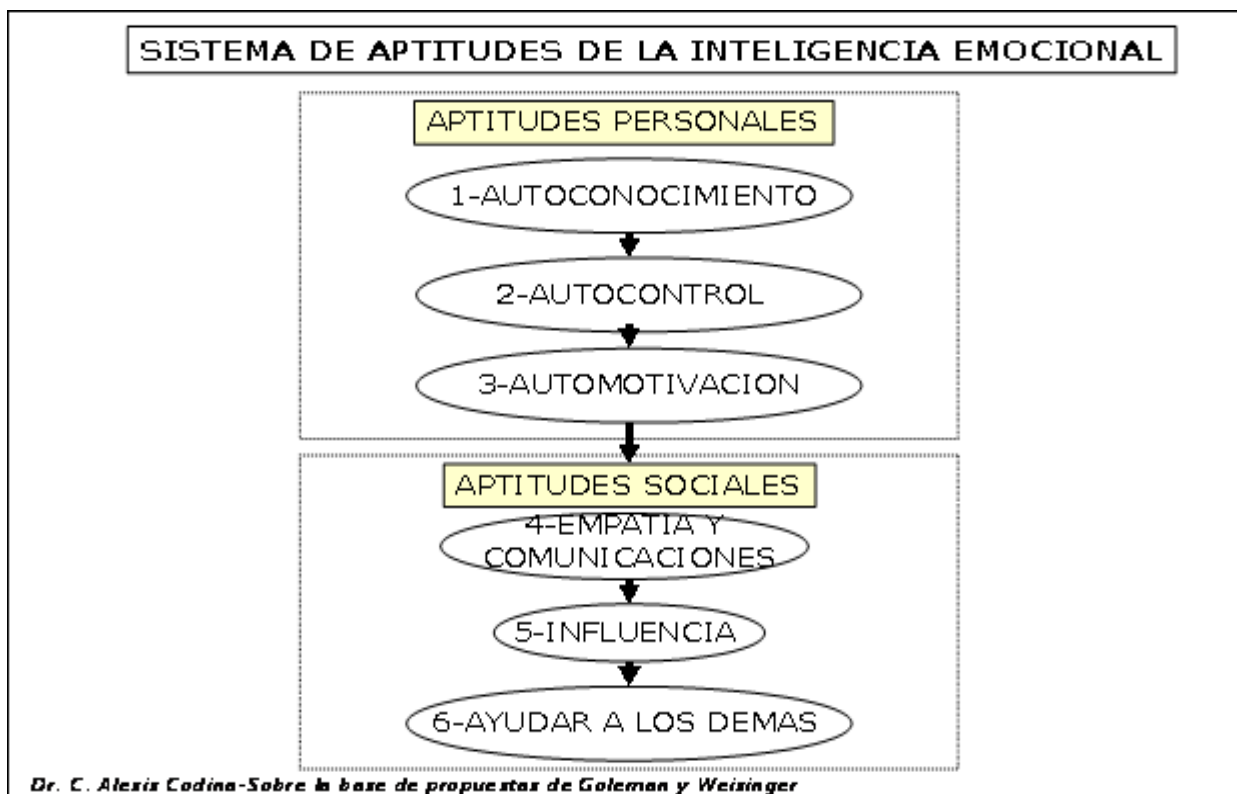 SISTEMA DE APTITUDES DE LA INTELIGENCIA EMOCIONAL
APTITUDES PERSONALES
1-AUTOCONOCIMIENTO
2-AUTOCONTROL
3-AUTOMOTIVACION
APTITUDES SOCIALES
4-EMPATIA Y
COMUNICACIONES
5-INFLUENCIA
6-AYUDAR A LOS DEMAS
Dr. C. Alexis Codina-Sobre la base de propuestas de Goleman y Weisinger